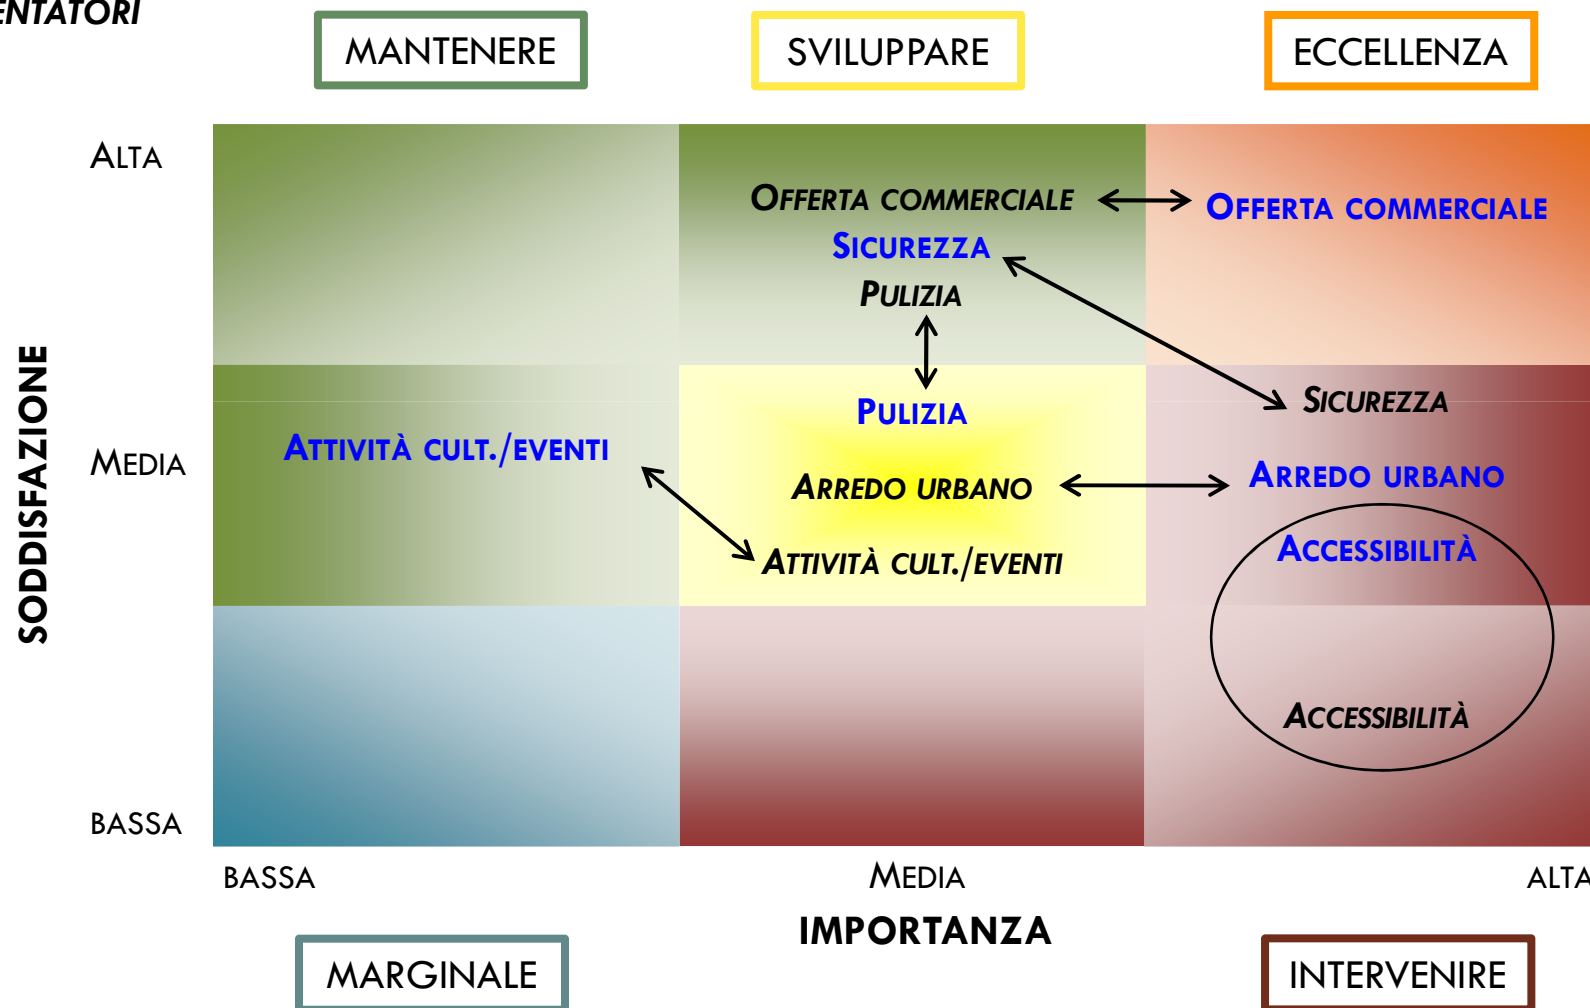 ENTATORI
MANTENERE
SVILUPPARE
ECCELLENZA
ALTA
OFFERTA COMMERCIALE
OFFERTA COMMERCIALE
SICUREZZA
PULIZIA
SICUREZZA
PULIZIA
ATTIVITÀ CULT./EVENTI
MEDIA
ARREDO URBANO
ARREDO URBANO
ATTIVITÀ CULT./EVENTI
ACCESSIBILITÀ
ACCESSIBILITÀ
SODDISFAZIONE
BASSA
BASSA
MEDIA
ALTA
IMPORTANZA
MARGINALE
INTERVENIRE